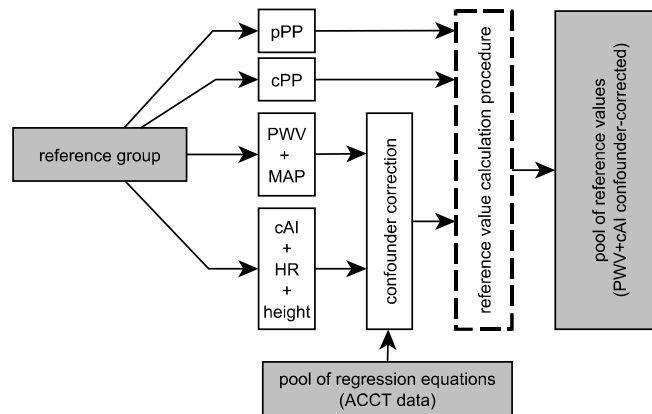 pPP
cPP
reference group
PWV
+
MAP
cAI
+
HR
+
height
confounder correction
reference value calculation procedure
pool of reference values
(PWV+cAI confounder-corrected)
pool of regression equations
(ACCT data)